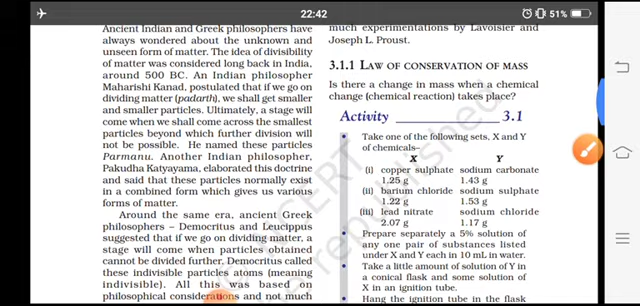 22:42
51%
Ancient Indian and Greek philosophers have
always wondered about the unknown and
unseen form of matter. The idea of divisibility
of matter was considered long back in India,
around 500 BC. An Indian philosopher
Maharishi Kanad, postulated that if we go on
dividing matter (padarth), we shall get smaller
and smaller particles. Ultimately, a stage will
come when we shall come across the smallest
particles beyond which further division will
not be possible. He named these particles
Parmanu. Another Indian philosopher,
Pakudha Katyayama, elaborated this doctrine
and said that these particles normally exist
in a combined form which gives us various
forms of matter.
Around the same era, ancient Greek
philosophers – Democritus and Leucippus
suggested that if we go on dividing matter, a
stage will come when particles obtained
cannot be divided further. Democritus called
these indivisible particles atoms (meaning
indivisible). All this was based on
philosophical considerations and not much
much experimentations by Lavoisier and
Joseph L. Proust.
3.1.1 LAW OF CONSERVATION OF MASS
Is there a change in mass when a chemical
change (chemical reaction) takes place?
Activity 3.1
• Take one of the following sets, X and Y
of chemicals–
X Y
(i) copper sulphate sodium carbonate
1.25 g 1.43 g
(ii) barium chloride sodium sulphate
1.22 g 1.53 g
(iii) lead nitrate sodium chloride
2.07 g 1.17 g
• Prepare separately a 5% solution of
any one pair of substances listed
under X and Y each in 10 mL in water.
• Take a little amount of solution of Y in
a conical flask and some solution of
X in an ignition tube.
• Hang the ignition tube in the flask